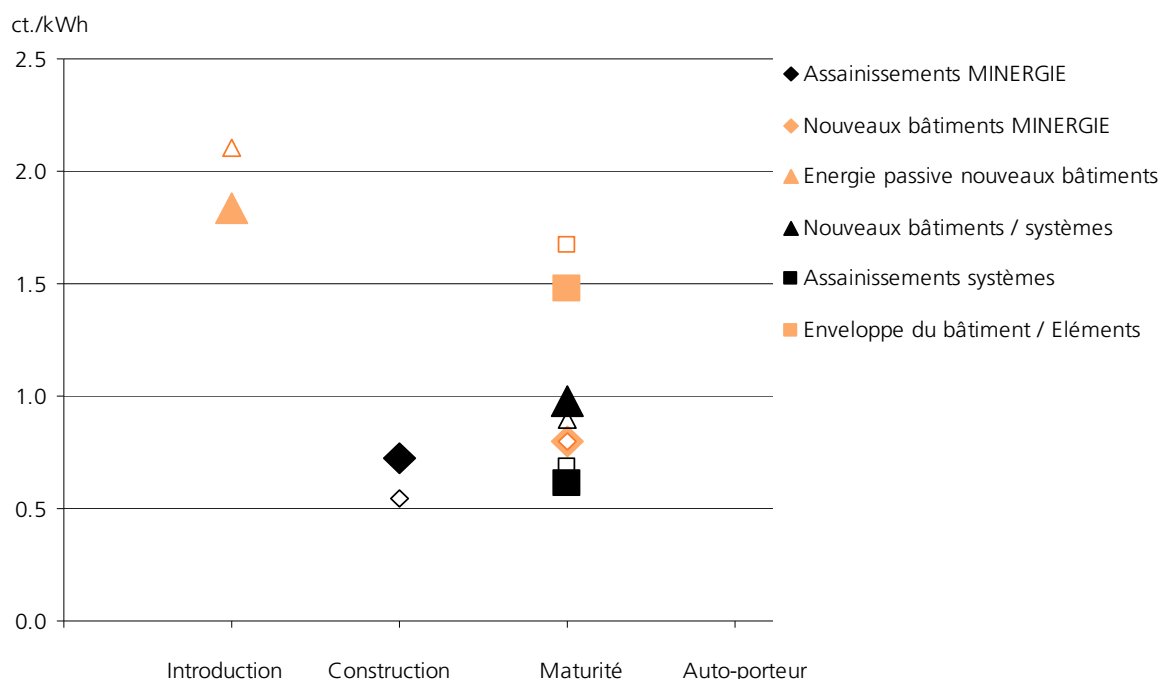 ct./kWh
2.5
2.0
1.5
1.0
0.5
0.0
Introduction
Construction
Maturité
Auto-porteur
Assainissements MINERGIE
Nouveaux bâtiments MINERGIE
Energie passive nouveaux bâtiments
Nouveaux bâtiments / systèmes
Assainissements systèmes
Enveloppe du bâtiment / Eléments